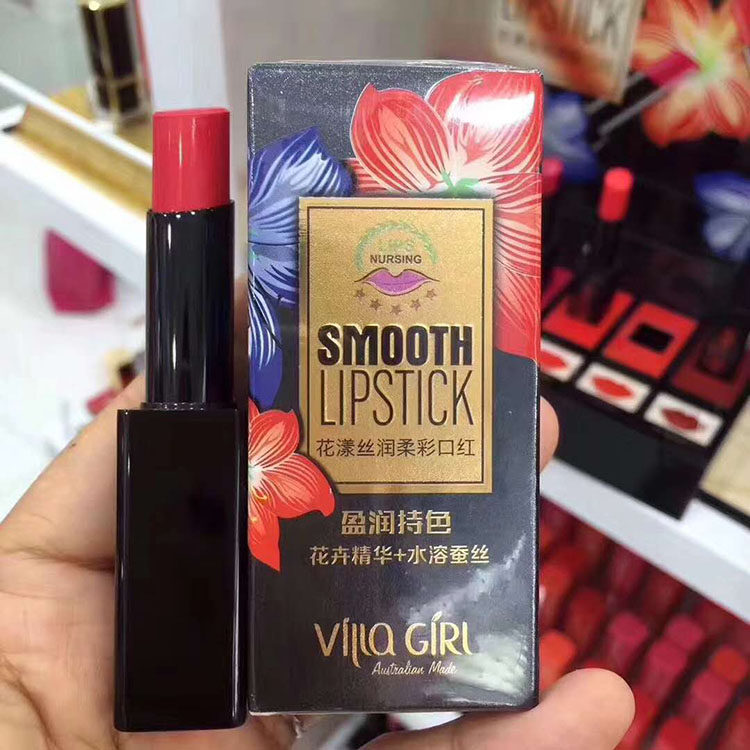 LIPSTICK
LIPS
NURSING
SMOOTH
LIPSTICK
花漾丝润柔彩口红
盈润持色
花卉精华+水溶蚕丝
Villa GiRl
Australian Made